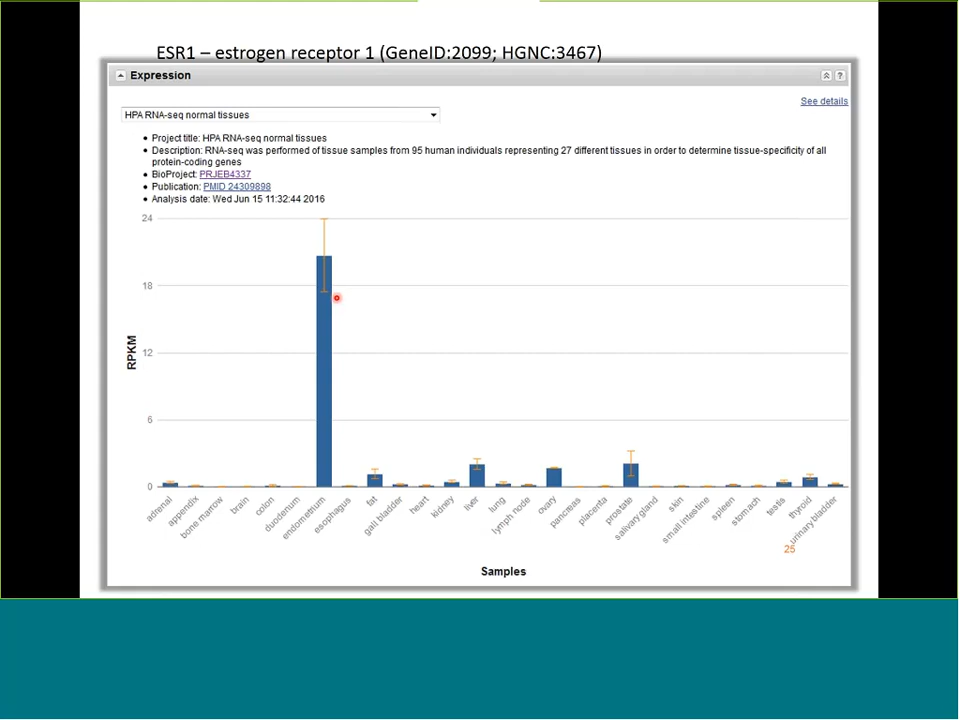 ESR1 – estrogen receptor 1 (GeneID:2099; HGNC:3467)
Expression
?
See details
HPA RNA-seq normal tissues
Project title: HPA RNA-seq normal tissues
Description: RNA-seq was performed of tissue samples from 95 human individuals representing 27 different tissues in order to determine tissue-specificity of all
protein-coding genes
BioProject: PRJEB4337
Publication: PMID 24309898
Analysis date: Wed Jun 15 11:32:44 2016
24
18
12
6
0
RPKM
adrenal
appendix
bone marrow
brain
colon
duodenum
endometrium
esophagus
fat
gall bladder
heart
kidney
liver
lung
lymph node
ovary
pancreas
placenta
prostate
salivary gland
skin
small intestine
spleen
stomach
testis
thyroid
urinary bladder
25
Samples